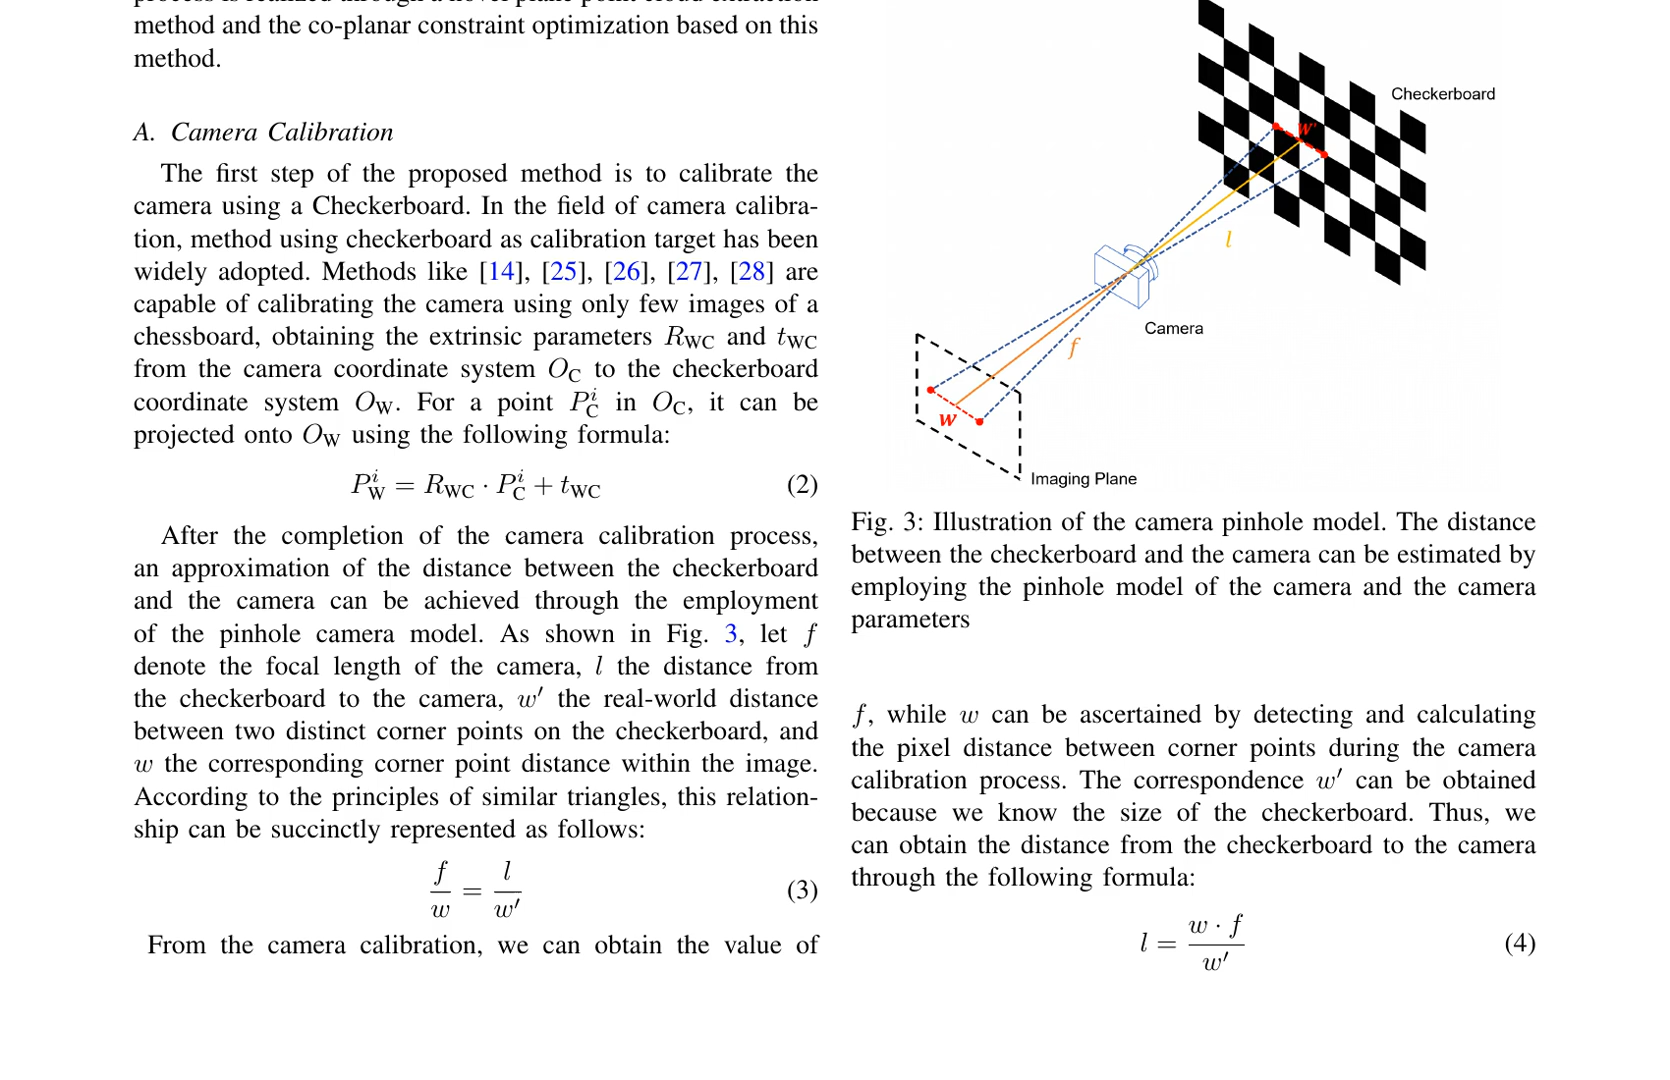 method and the co-planar constraint optimization based on this
method.
A. Camera Calibration
The first step of the proposed method is to calibrate the
camera using a Checkerboard. In the field of camera calibra-
tion, method using checkerboard as calibration target has been
widely adopted. Methods like [14], [25], [26], [27], [28] are
capable of calibrating the camera using only few images of a
chessboard, obtaining the extrinsic parameters R_WC and t_WC
from the camera coordinate system O_C to the checkerboard
coordinate system O_W. For a point P_C^i in O_C, it can be
projected onto O_W using the following formula:
P_W^i = R_WC · P_C^i + t_WC (2)
After the completion of the camera calibration process,
an approximation of the distance between the checkerboard
and the camera can be achieved through the employment
of the pinhole camera model. As shown in Fig. 3, let f
denote the focal length of the camera, l the distance from
the checkerboard to the camera, w′ the real-world distance
between two distinct corner points on the checkerboard, and
w the corresponding corner point distance within the image.
According to the principles of similar triangles, this relation-
ship can be succinctly represented as follows:
f/w = l/w′ (3)
From the camera calibration, we can obtain the value of
Checkerboard
w'
l
Camera
f
w
Imaging Plane
Fig. 3: Illustration of the camera pinhole model. The distance
between the checkerboard and the camera can be estimated by
employing the pinhole model of the camera and the camera
parameters
f, while w can be ascertained by detecting and calculating
the pixel distance between corner points during the camera
calibration process. The correspondence w′ can be obtained
because we know the size of the checkerboard. Thus, we
can obtain the distance from the checkerboard to the camera
through the following formula:
l = w · f / w′ (4)